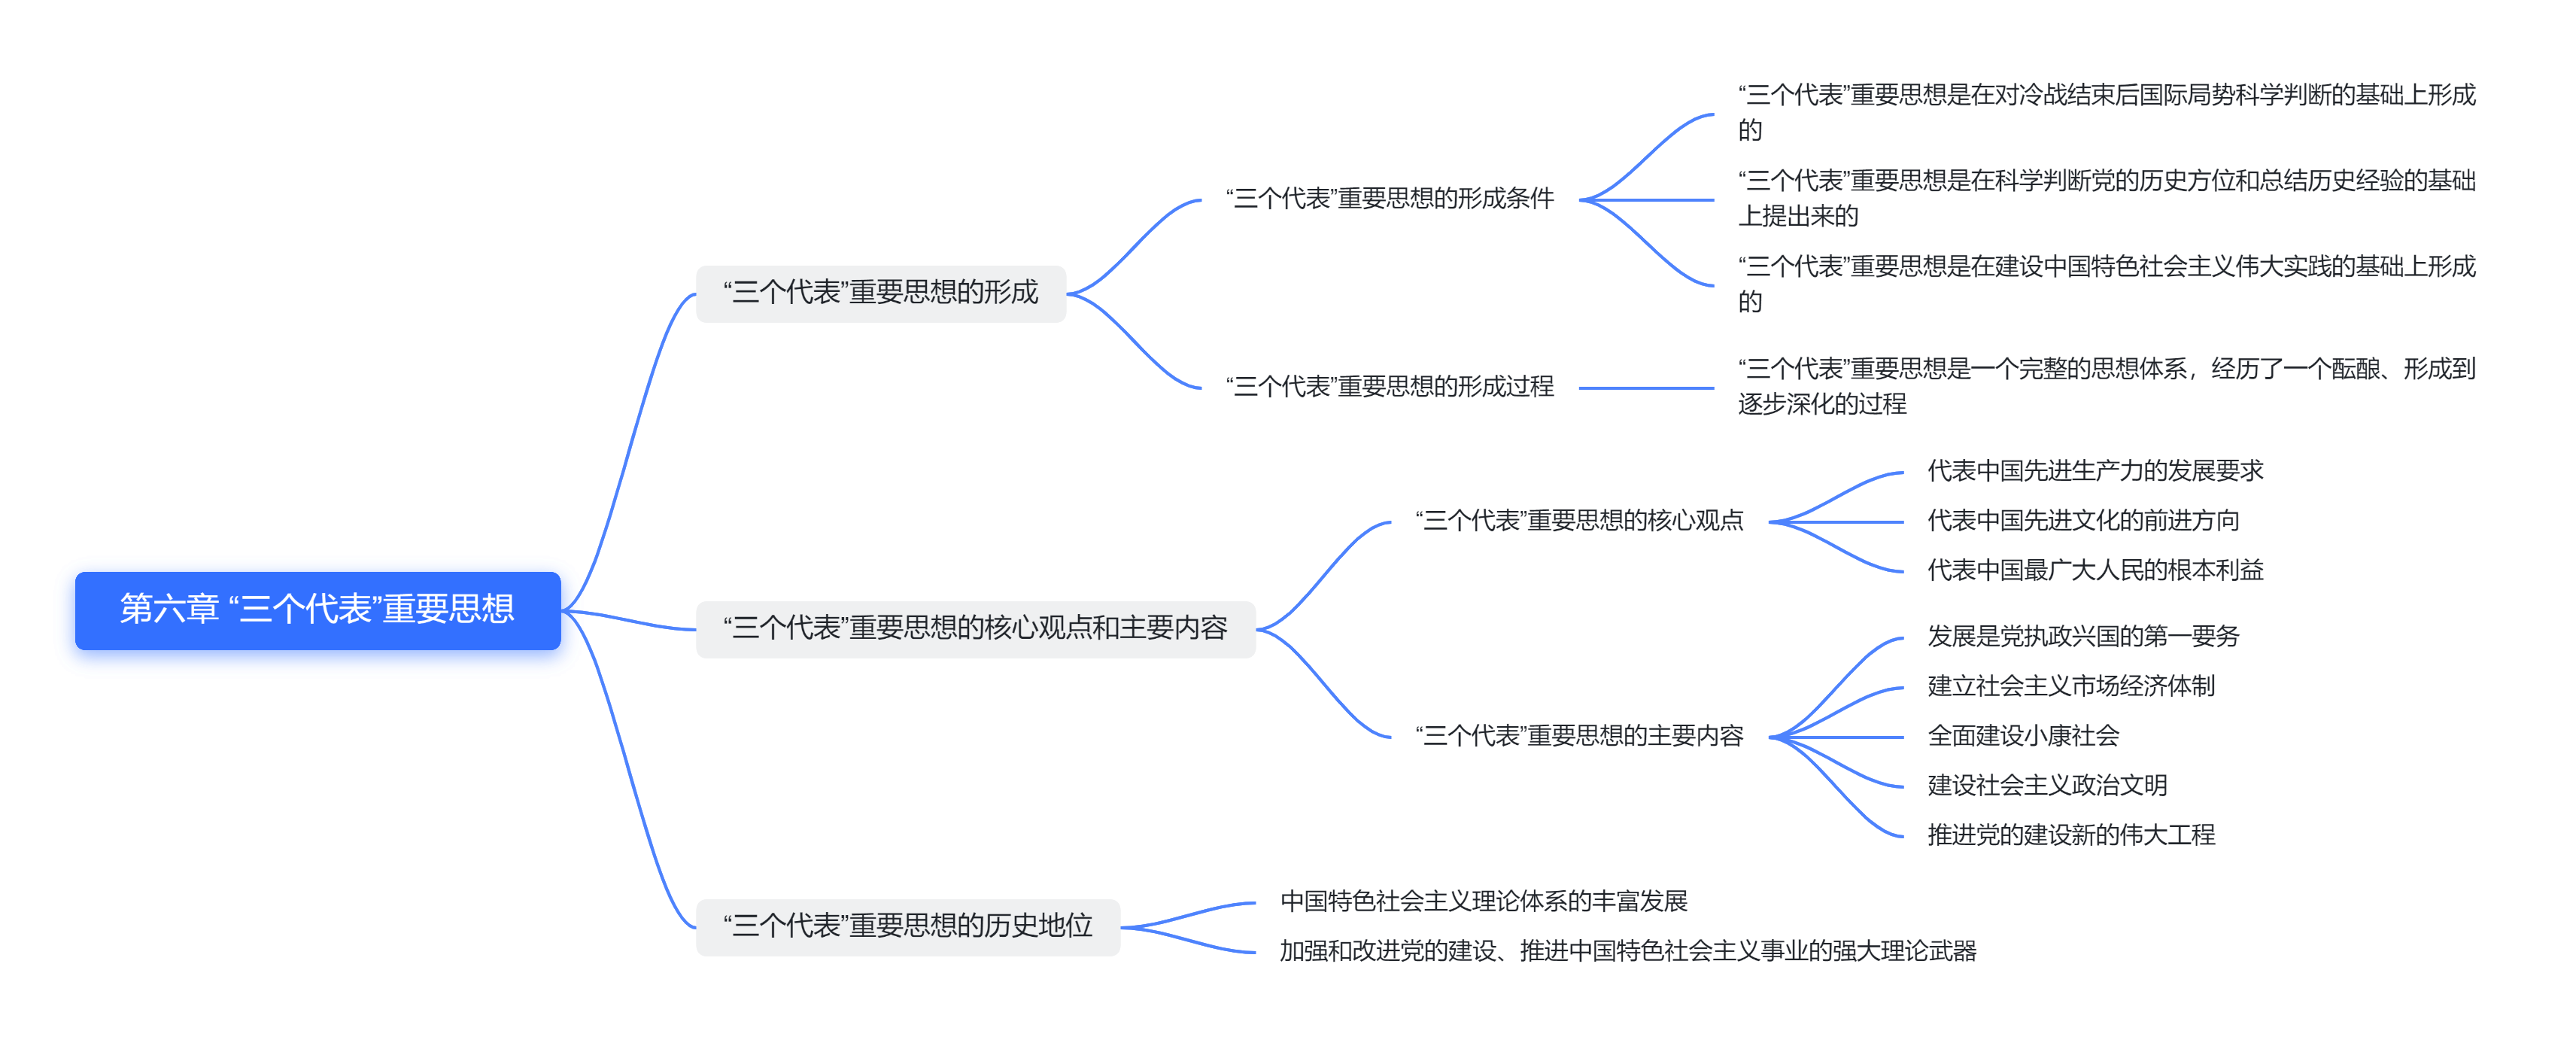 第六章 “三个代表”重要思想
“三个代表”重要思想的形成
“三个代表”重要思想的形成条件
“三个代表”重要思想是在对冷战结束后国际局势科学判断的基础上形成
的
“三个代表”重要思想是在科学判断党的历史方位和总结历史经验的基础
上提出来的
“三个代表”重要思想是在建设中国特色社会主义伟大实践的基础上形成
的
“三个代表”重要思想的形成过程
“三个代表”重要思想是一个完整的思想体系，经历了一个酝酿、形成到
逐步深化的过程
“三个代表”重要思想的核心观点和主要内容
“三个代表”重要思想的核心观点
代表中国先进生产力的发展要求
代表中国先进文化的前进方向
代表中国最广大人民的根本利益
“三个代表”重要思想的主要内容
发展是党执政兴国的第一要务
建立社会主义市场经济体制
全面建设小康社会
建设社会主义政治文明
推进党的建设新的伟大工程
“三个代表”重要思想的历史地位
中国特色社会主义理论体系的丰富发展
加强和改进党的建设、推进中国特色社会主义事业的强大理论武器